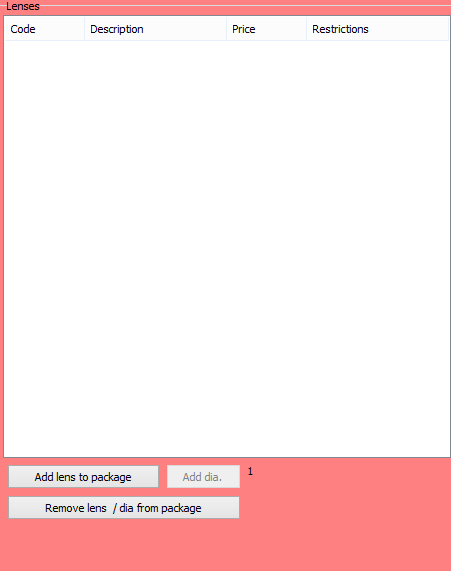 Lenses
Code Description Price Restrictions
Add lens to package Add dia. 1
Remove lens / dia from package